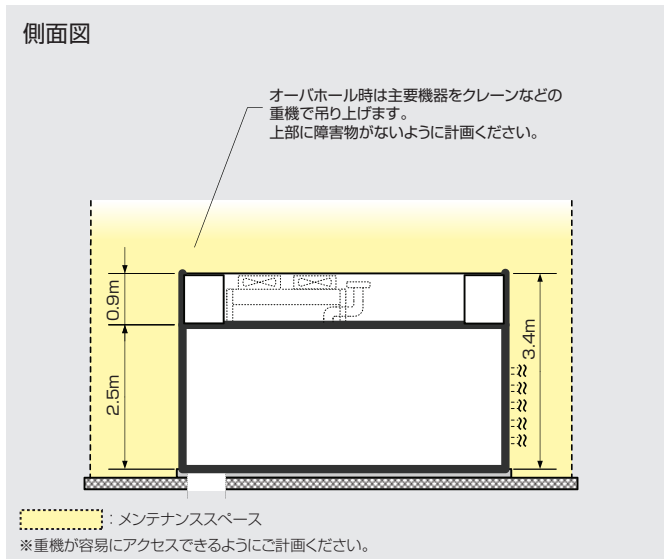 側面図
オーバホール時は主要機器をクレーンなどの
重機で吊り上げます。
上部に障害物がないように計画ください。
0.9m
2.5m
3.4m
：メンテナンススペース
※重機が容易にアクセスできるようにご計画ください。